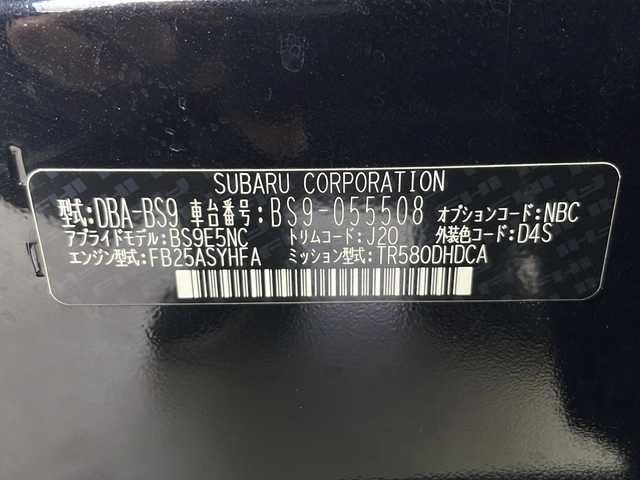 SUBARU CORPORATION
型式:DBA-BS9 車台番号:BS9-055508 オプションコード:NBC
アプライドモデル:BS9E5NC トリムコード:J20 外装色コード:D4S
エンジン型式:FB25ASYHFA ミッション型式:TR580DHDCA